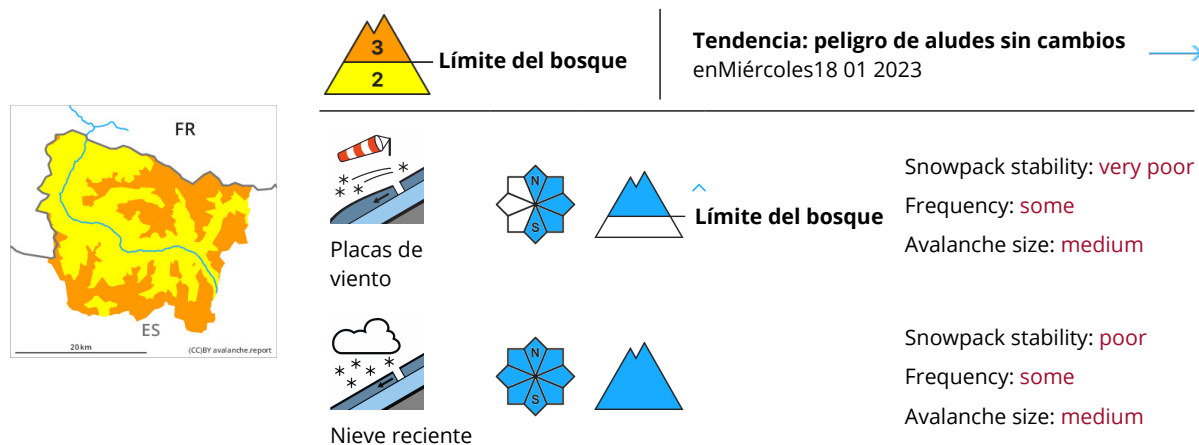 3
2
Límite del bosque
Tendencia: peligro de aludes sin cambios
enMiércoles18 01 2023
FR
ES
20 km
(CC)BY avalanche.report
Placas de
viento
N
S
Límite del bosque
Snowpack stability: very poor
Frequency: some
Avalanche size: medium
Nieve reciente
N
S
Snowpack stability: poor
Frequency: some
Avalanche size: medium